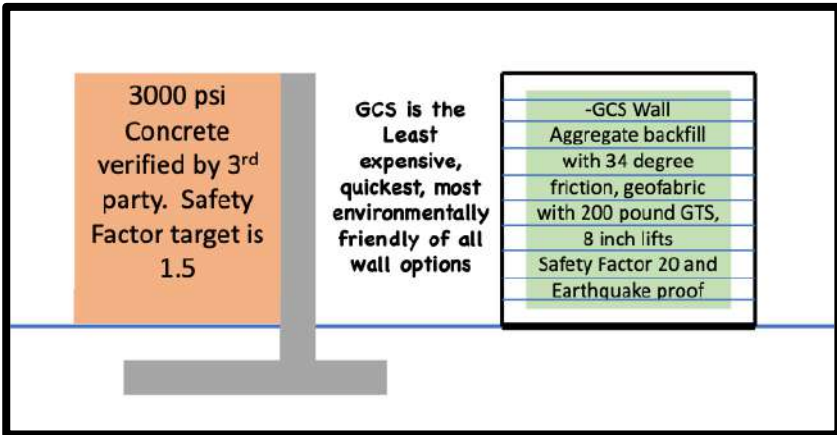 3000 psi
Concrete
verified by 3rd
party. Safety
Factor target is
1.5
GCS is the
Least
expensive,
quickest, most
environmentally
friendly of all
wall options
-GCS Wall
Aggregate backfill
with 34 degree
friction, geofabric
with 200 pound GTS,
8 inch lifts
Safety Factor 20 and
Earthquake proof